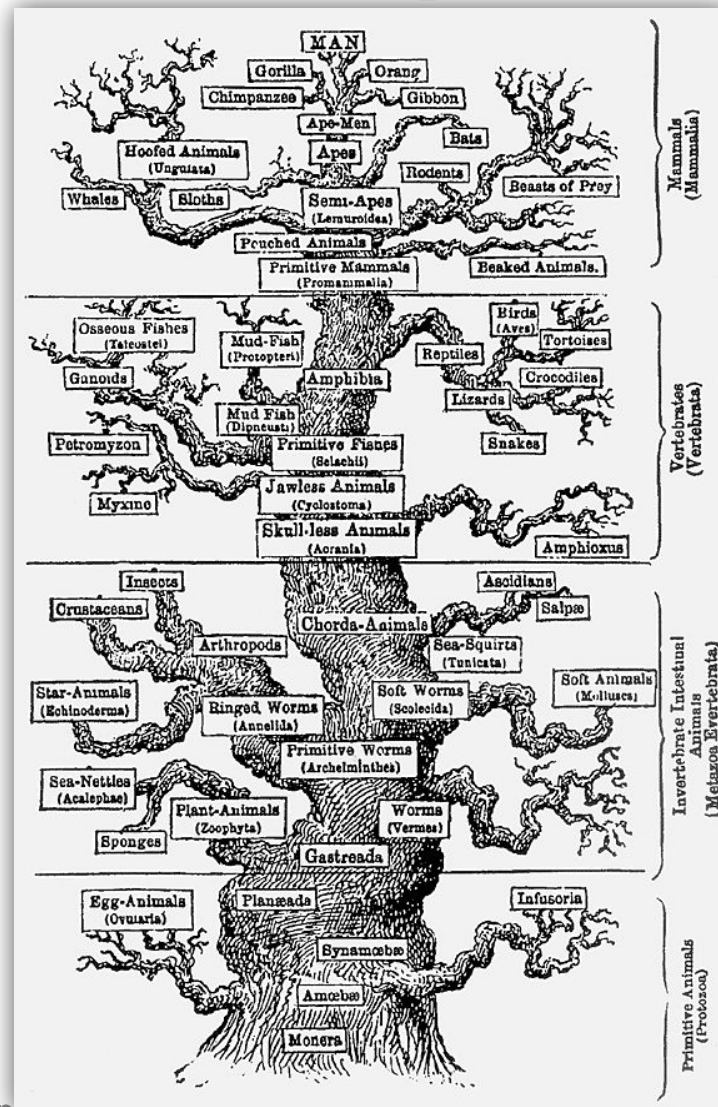 MAN
Gorilla
Orang
Chimpanzee
Gibbon
Ape-Men
Bats
Hoofed Animals
(Ungulata)
Apes
Rodents
Beasts of Prey
Whales
Sloths
Semi-Apes
(Lemuroidea)
Pouched Animals
Primitive Mammals
(Promammalia)
Beaked Animals.
Mammals
(Mammalia)
Osseous Fishes
(Teleostei)
Mud-Fish
(Protopteri)
Birds
(Aves)
Tortoises
Reptiles
Ganoids
Amphibia
Crocodiles
Lizards
Mud Fish
(Dipneusti)
Petromyzon
Primitive Fishes
(Selachii)
Snakes
Myxine
Jawless Animals
(Cyclostoma)
Skull-less Animals
(Acrania)
Amphioxus
Vertebrates
(Vertebrata)
Insects
Ascidians
Crustaceans
Salpæ
Chorda-Animals
Arthropods
Sea-Squirts
(Tunicata)
Star-Animals
(Echinoderma)
Ringed Worms
(Annelida)
Soft Worms
(Scolecida)
Soft Animals
(Mollusca)
Primitive Worms
(Archelminthes)
Sea-Nettles
(Acalephae)
Plant-Animals
(Zoophyta)
Worms
(Vermes)
Sponges
Gastreada
Invertebrate Intestinal
Animals
(Metazoa Evertebrata)
Egg-Animals
(Ovularia)
Planæada
Infusoria
Synamœbæ
Amœbæ
Monera
Primitive Animals
(Protozoa)